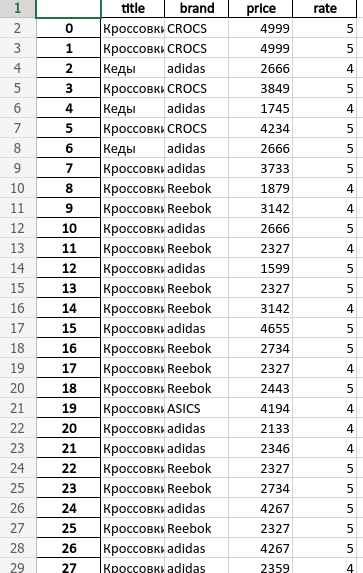 1 title brand price rate
2 0 Кроссовки CROCS 4999 5
3 1 Кроссовки CROCS 4999 5
4 2 Кеды adidas 2666 4
5 3 Кроссовки CROCS 3849 5
6 4 Кеды adidas 1745 4
7 5 Кроссовки CROCS 4234 5
8 6 Кеды adidas 2666 5
9 7 Кроссовки adidas 3733 5
10 8 Кроссовки Reebok 1879 4
11 9 Кроссовки Reebok 3142 4
12 10 Кроссовки adidas 2666 5
13 11 Кроссовки Reebok 2327 4
14 12 Кроссовки adidas 1599 5
15 13 Кроссовки Reebok 2327 5
16 14 Кроссовки Reebok 3142 4
17 15 Кроссовки adidas 4655 5
18 16 Кроссовки Reebok 2734 5
19 17 Кроссовки Reebok 2327 4
20 18 Кроссовки Reebok 2443 5
21 19 Кроссовки ASICS 4194 4
22 20 Кроссовки adidas 2133 4
23 21 Кроссовки adidas 2346 4
24 22 Кроссовки Reebok 2327 5
25 23 Кроссовки Reebok 2734 5
26 24 Кроссовки adidas 4267 5
27 25 Кроссовки Reebok 2327 5
28 26 Кроссовки adidas 4267 5
29 27 Кроссовки adidas 2359 4